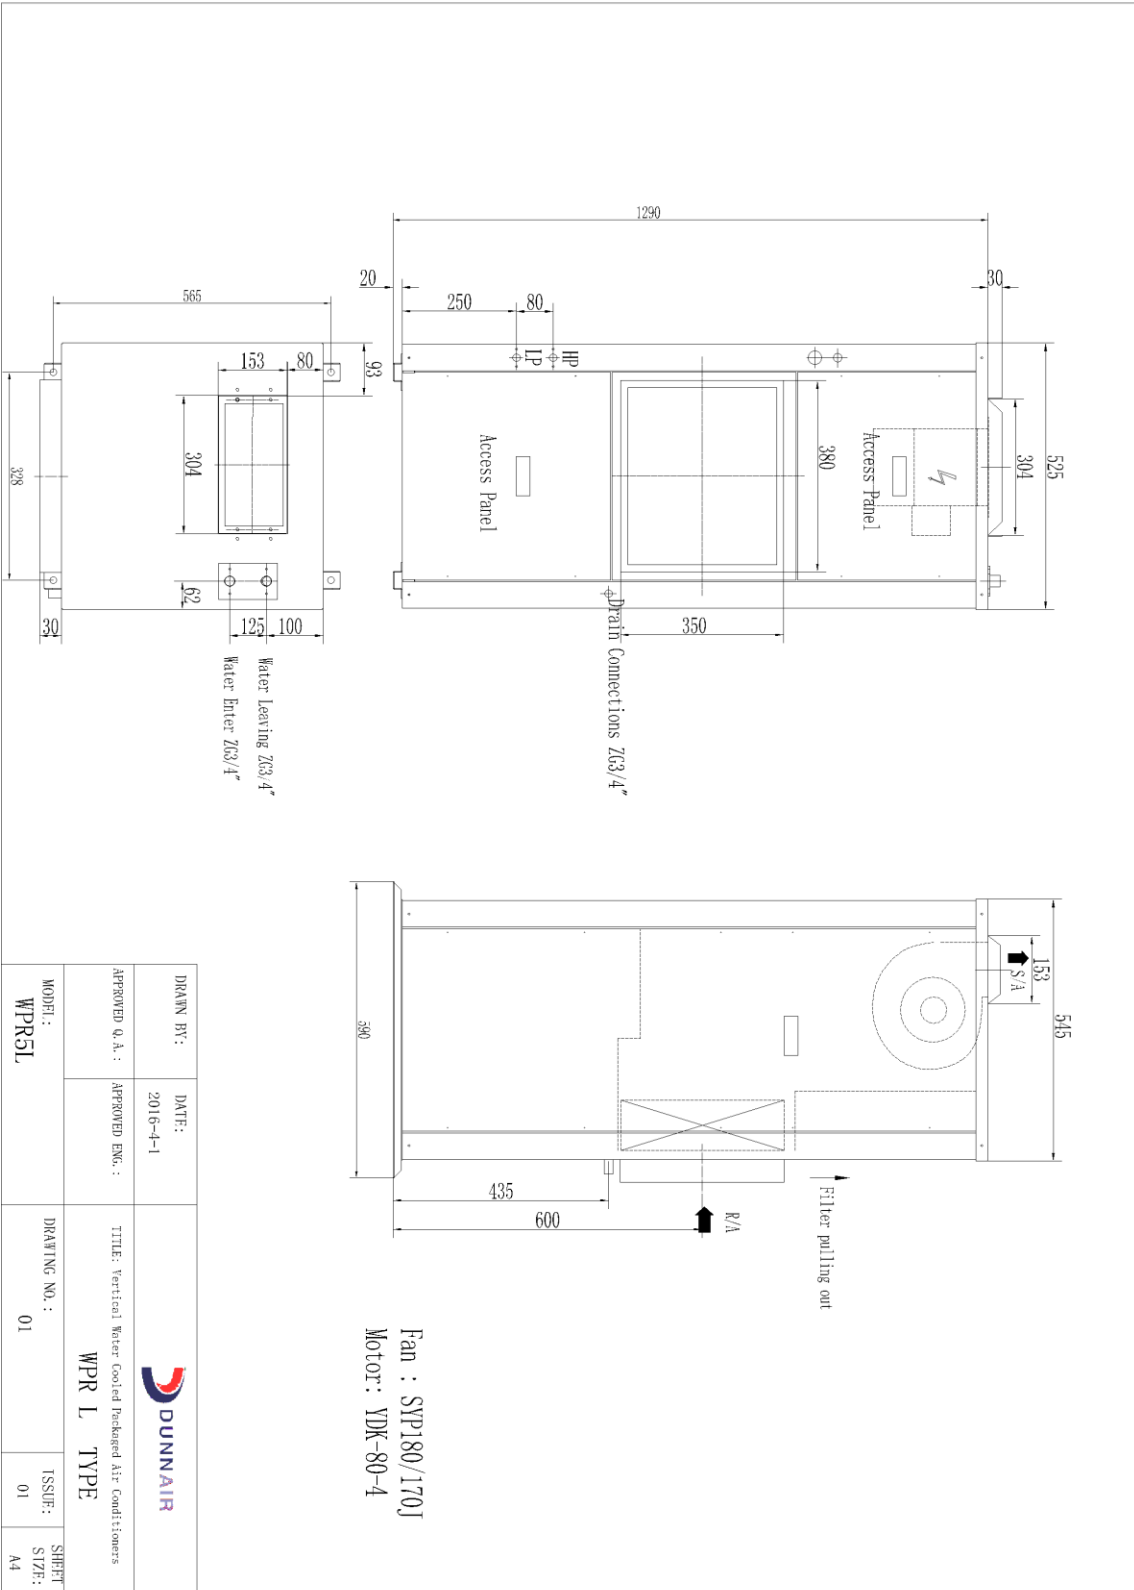 1290
20
250
80
30
LP
HP
Access Panel
Access Panel
380
304
525
350
Drain Connections ZG3/4"
565
153
80
93
304
328
62
30
125
100
Water Leaving ZG3/4"
Water Enter ZG3/4"
153
S/A
545
590
435
600
R/A
Filter pulling out
Fan : SYP180/170J
Motor: YDK-80-4
DRAWN BY:
DATE:
2016-4-1
DUNNAIR
APPROVED Q.A.:
APPROVED ENG.:
TITLE: Vertical Water Cooled Packaged Air Conditioners
WPR L TYPE
MODEL:
WPR5L
DRAWING NO.:
01
ISSUE:
01
SHEET
SIZE:
A4